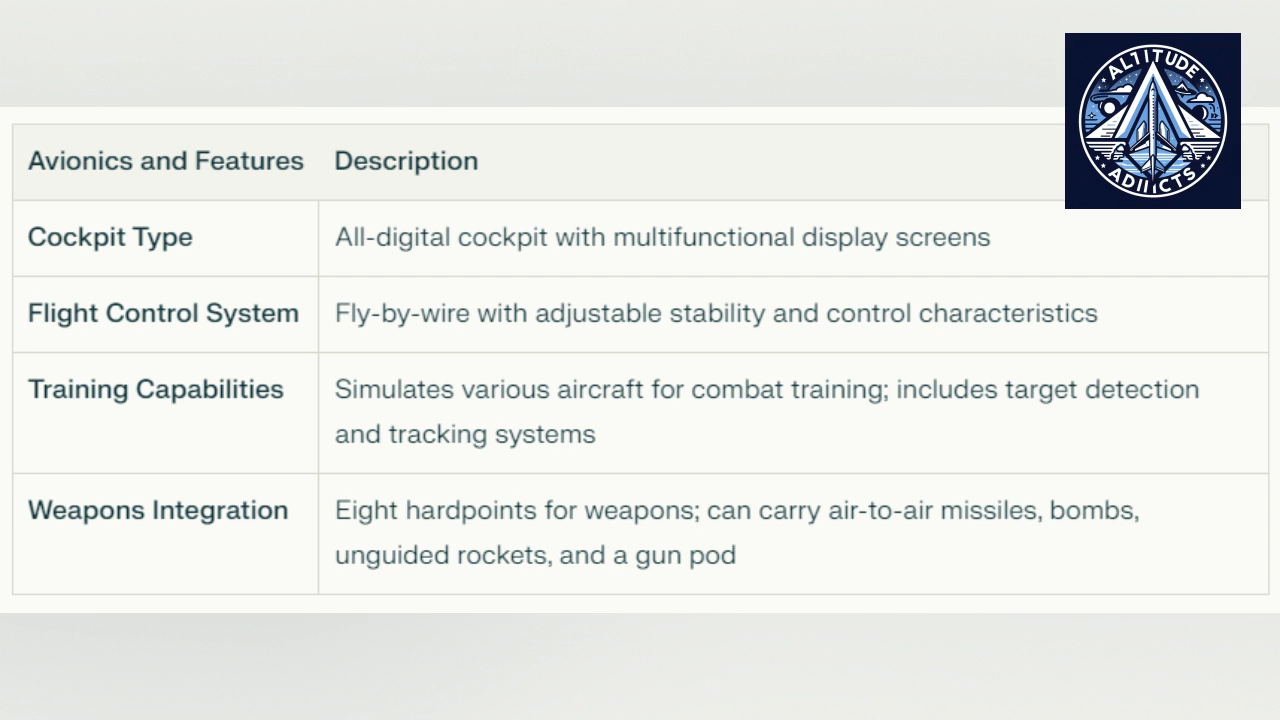 ALTITUDE
ADIICTS
Avionics and Features Description
Cockpit Type All-digital cockpit with multifunctional display screens
Flight Control System Fly-by-wire with adjustable stability and control characteristics
Training Capabilities Simulates various aircraft for combat training; includes target detection
and tracking systems
Weapons Integration Eight hardpoints for weapons; can carry air-to-air missiles, bombs,
unguided rockets, and a gun pod